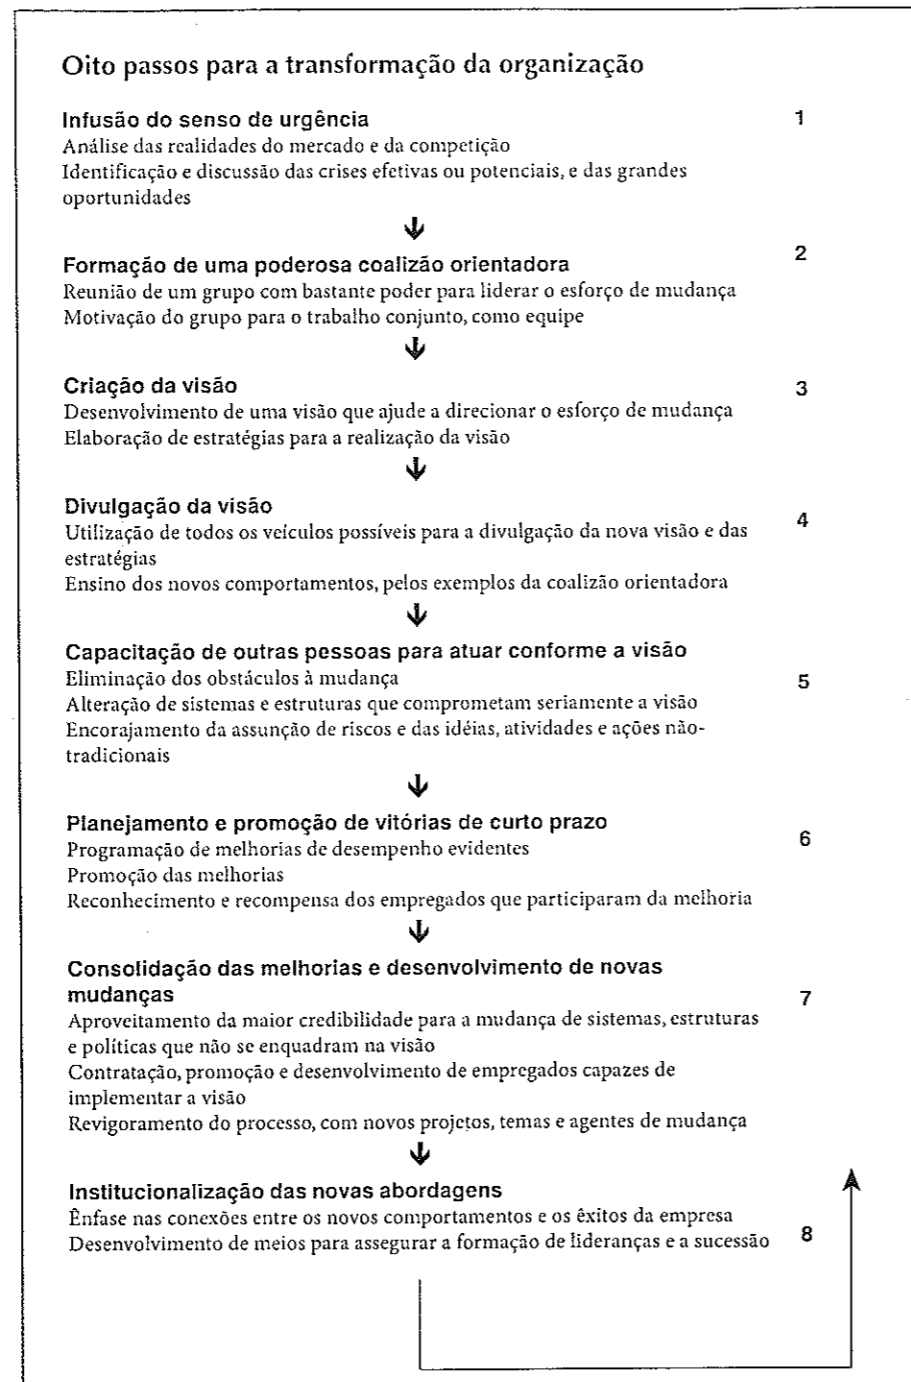 Oito passos para a transformação da organização
Infusão do senso de urgência 1
Análise das realidades do mercado e da competição
Identificação e discussão das crises efetivas ou potenciais, e das grandes
oportunidades
Formação de uma poderosa coalizão orientadora 2
Reunião de um grupo com bastante poder para liderar o esforço de mudança
Motivação do grupo para o trabalho conjunto, como equipe
Criação da visão 3
Desenvolvimento de uma visão que ajude a direcionar o esforço de mudança
Elaboração de estratégias para a realização da visão
Divulgação da visão 4
Utilização de todos os veículos possíveis para a divulgação da nova visão e das
estratégias
Ensino dos novos comportamentos, pelos exemplos da coalizão orientadora
Capacitação de outras pessoas para atuar conforme a visão
Eliminação dos obstáculos à mudança 5
Alteração de sistemas e estruturas que comprometam seriamente a visão
Encorajamento da assunção de riscos e das idéias, atividades e ações não-
tradicionais
Planejamento e promoção de vitórias de curto prazo 6
Programação de melhorias de desempenho evidentes
Promoção das melhorias
Reconhecimento e recompensa dos empregados que participaram da melhoria
Consolidação das melhorias e desenvolvimento de novas
mudanças 7
Aproveitamento da maior credibilidade para a mudança de sistemas, estruturas
e políticas que não se enquadram na visão
Contratação, promoção e desenvolvimento de empregados capazes de
implementar a visão
Revigoramento do processo, com novos projetos, temas e agentes de mudança
Institucionalização das novas abordagens
Ênfase nas conexões entre os novos comportamentos e os êxitos da empresa
Desenvolvimento de meios para assegurar a formação de lideranças e a sucessão 8